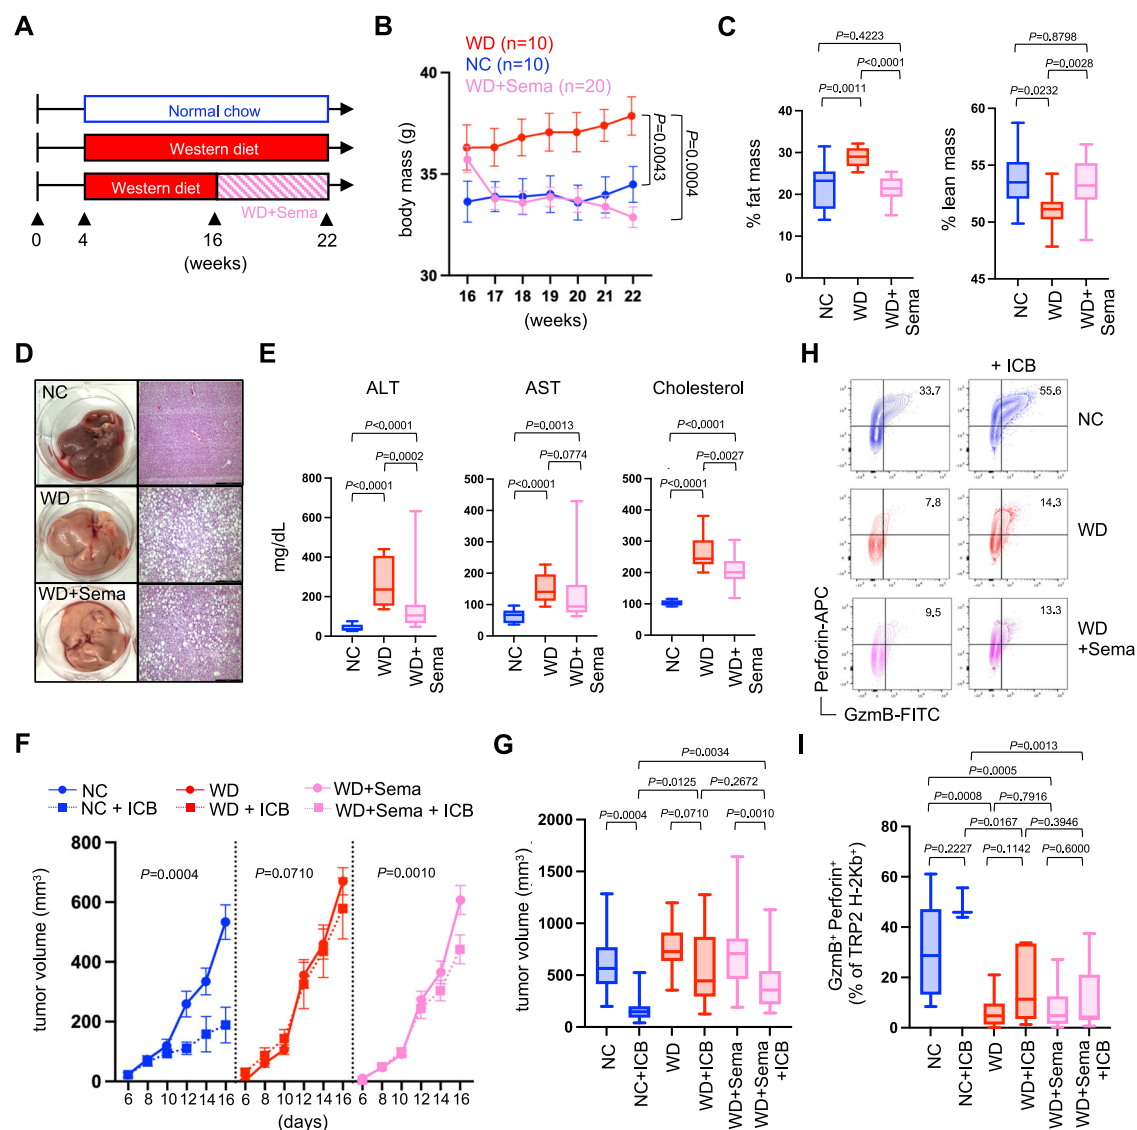 A
Normal chow
Western diet
Western diet
WD+Sema
0 4 16 22
(weeks)
B
WD (n=10)
NC (n=10)
WD+Sema (n=20)
body mass (g)
40
35
30
P=0.0043
P=0.0004
16 17 18 19 20 21 22
(weeks)
C
P=0.4223
P<0.0001
P=0.0011
% fat mass
40
30
20
10
0
NC
WD
WD+
Sema
P=0.8798
P=0.0028
P=0.0232
% lean mass
60
55
50
45
NC
WD
WD+
Sema
D
NC
WD
WD+Sema
E
ALT
P<0.0001
P=0.0002
P<0.0001
mg/dL
800
600
400
200
0
NC
WD
WD+
Sema
AST
P=0.0013
P=0.0774
P<0.0001
500
400
300
200
100
0
NC
WD
WD+
Sema
Cholesterol
P<0.0001
P=0.0027
P<0.0001
500
400
300
200
100
0
NC
WD
WD+
Sema
H
+ ICB
33.7
55.6
NC
7.8
14.3
WD
9.5
13.3
WD
+Sema
Perforin-APC
GzmB-FITC
F
NC
NC + ICB
WD
WD + ICB
WD+Sema
WD+Sema + ICB
tumor volume (mm³)
800
600
400
200
0
P=0.0004
P=0.0710
P=0.0010
6 8 10 12 14 16 6 8 10 12 14 16 6 8 10 12 14 16
(days)
G
P=0.0034
P=0.0125
P=0.2672
P=0.0004
P=0.0710
P=0.0010
tumor volume (mm³)
2000
1500
1000
500
0
NC
NC+ICB
WD
WD+ICB
WD+Sema
WD+Sema
+ICB
I
P=0.0013
P=0.0005
P=0.0008
P=0.7916
P=0.0167
P=0.3946
P=0.2227
P=0.1142
P=0.6000
GzmB⁺ Perforin⁺
(% of TRP2 H-2Kb⁺)
80
60
40
20
0
NC
NC+ICB
WD
WD+ICB
WD+Sema
WD+Sema
+ ICB